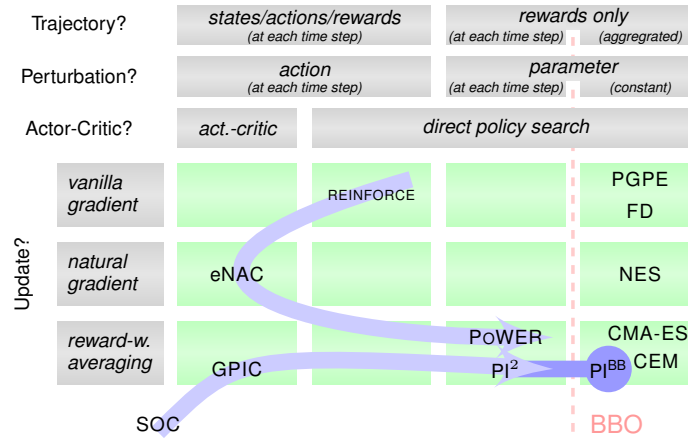 Trajectory?
states/actions/rewards
(at each time step)
rewards only
(at each time step)
(aggregrated)
Perturbation?
action
(at each time step)
parameter
(at each time step)
(constant)
Actor-Critic?
act.-critic
direct policy search
Update?
vanilla
gradient
REINFORCE
PGPE
FD
natural
gradient
eNAC
NES
reward-w.
averaging
GPIC
POWER
PI²
CMA-ES
CEM
PIᴮᴮ
SOC
BBO